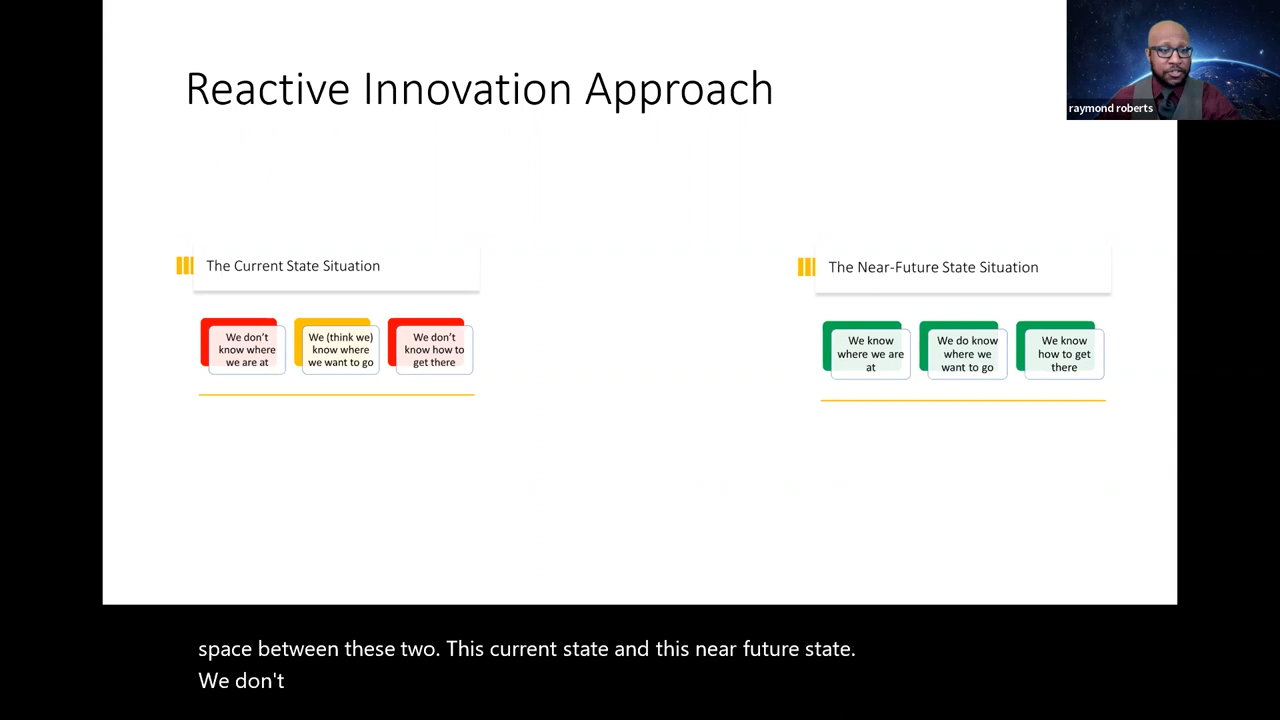 Reactive Innovation Approach
raymond roberts
The Current State Situation
We don't
know where
we are at
We (think we)
know where
we want to go
We don't
know how to
get there
The Near-Future State Situation
We know
where we are
at
We do know
where we
want to go
We know
how to get
there
space between these two. This current state and this near future state.
We don't